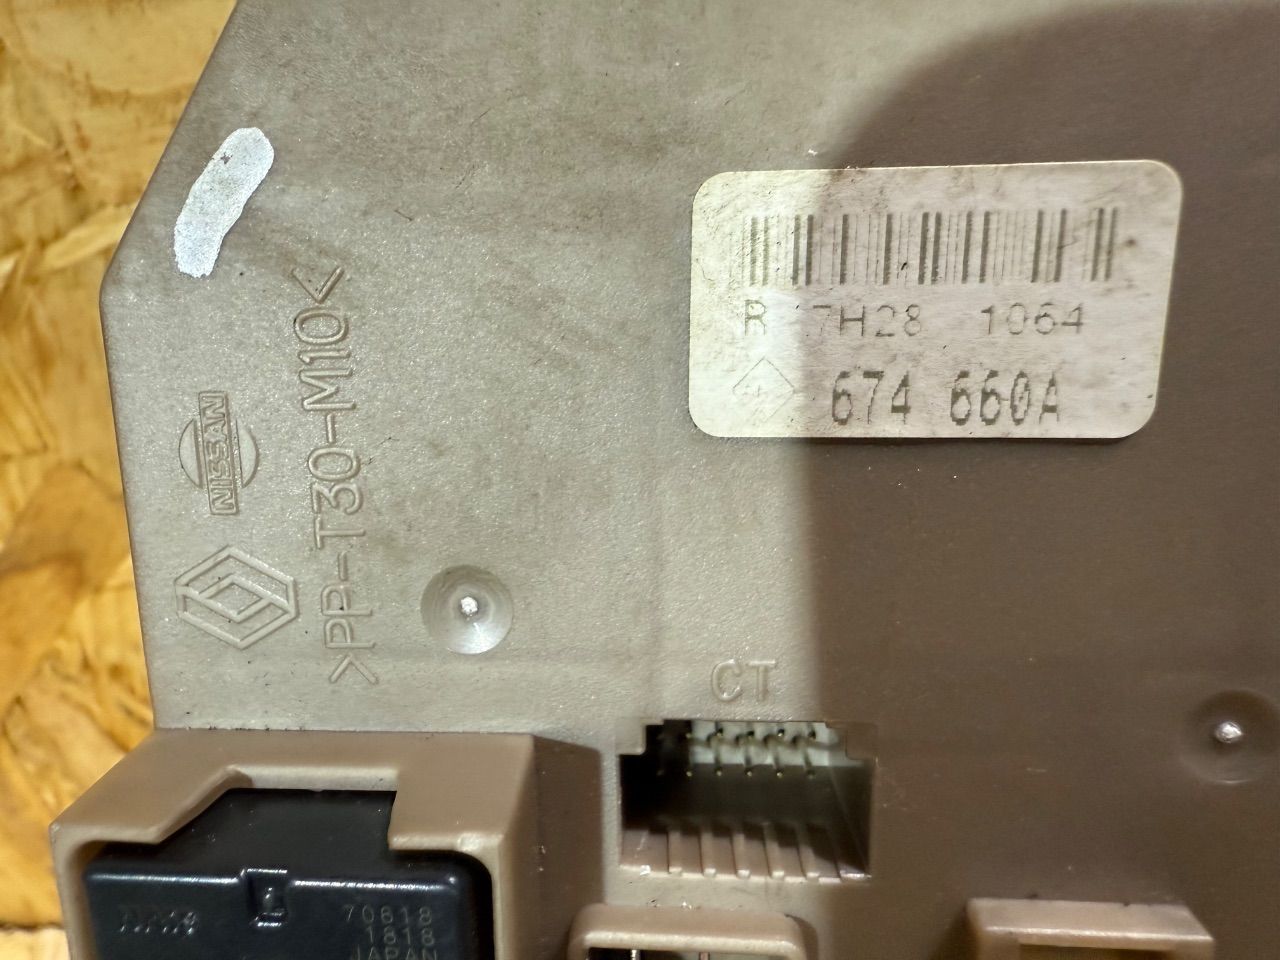 R 7H28 1064
674 660A
NISSAN
>PP-T30-M10<
CT
70818
1818
JAPAN